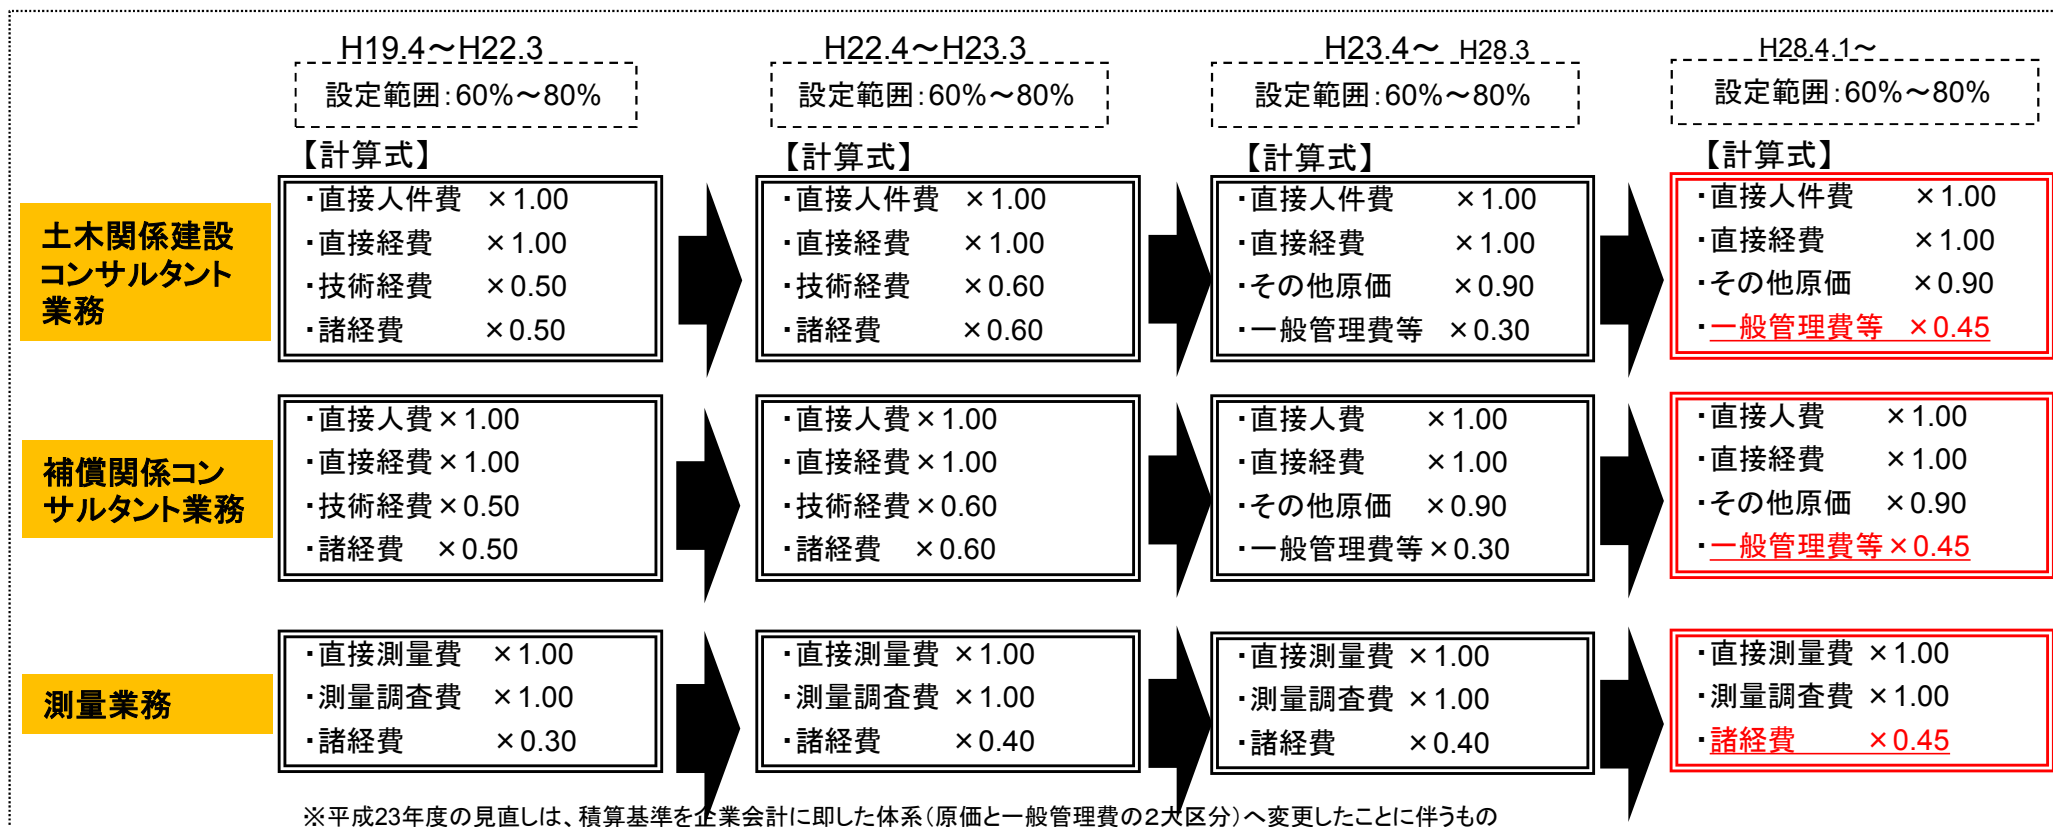 H19.4～H22.3
設定範囲：60%～80%
【計算式】
H22.4～H23.3
設定範囲：60%～80%
【計算式】
H23.4～ H28.3
設定範囲：60%～80%
【計算式】
H28.4.1～
設定範囲：60%～80%
【計算式】
土木関係建設
コンサルタント
業務
・直接人件費 ×1.00
・直接経費 ×1.00
・技術経費 ×0.50
・諸経費 ×0.50
・直接人件費 ×1.00
・直接経費 ×1.00
・技術経費 ×0.60
・諸経費 ×0.60
・直接人件費 ×1.00
・直接経費 ×1.00
・その他原価 ×0.90
・一般管理費等 ×0.30
・直接人件費 ×1.00
・直接経費 ×1.00
・その他原価 ×0.90
・一般管理費等 ×0.45
補償関係コン
サルタント業務
・直接人費×1.00
・直接経費×1.00
・技術経費×0.50
・諸経費 ×0.50
・直接人費×1.00
・直接経費×1.00
・技術経費×0.60
・諸経費 ×0.60
・直接人費 ×1.00
・直接経費 ×1.00
・その他原価 ×0.90
・一般管理費等×0.30
・直接人費 ×1.00
・直接経費 ×1.00
・その他原価 ×0.90
・一般管理費等×0.45
測量業務
・直接測量費 ×1.00
・測量調査費 ×1.00
・諸経費 ×0.30
・直接測量費 ×1.00
・測量調査費 ×1.00
・諸経費 ×0.40
・直接測量費 ×1.00
・測量調査費 ×1.00
・諸経費 ×0.40
・直接測量費 ×1.00
・測量調査費 ×1.00
・諸経費 ×0.45
※平成23年度の見直しは、積算基準を企業会計に即した体系（原価と一般管理費の２大区分）へ変更したことに伴うもの